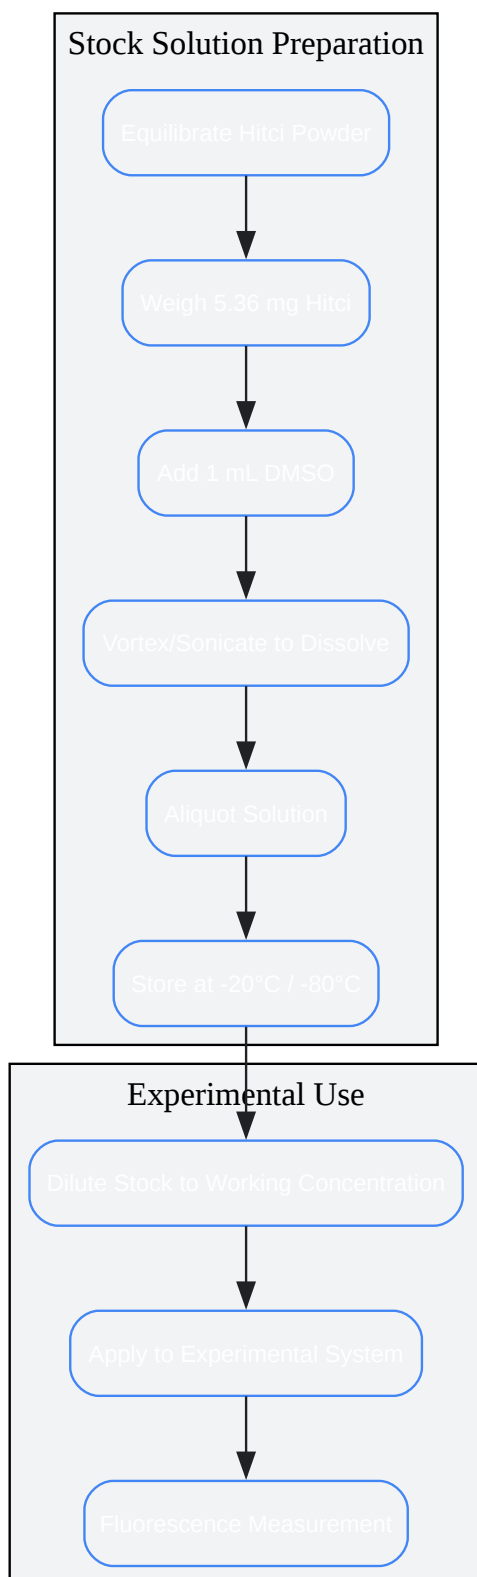 Stock Solution Preparation
Equilibrate Hitci Powder
Weigh 5.36 mg Hitci
Add 1 mL DMSO
Vortex/Sonicate to Dissolve
Aliquot Solution
Store at -20°C / -80°C
Experimental Use
Dilute Stock to Working Concentration
Apply to Experimental System
Fluorescence Measurement